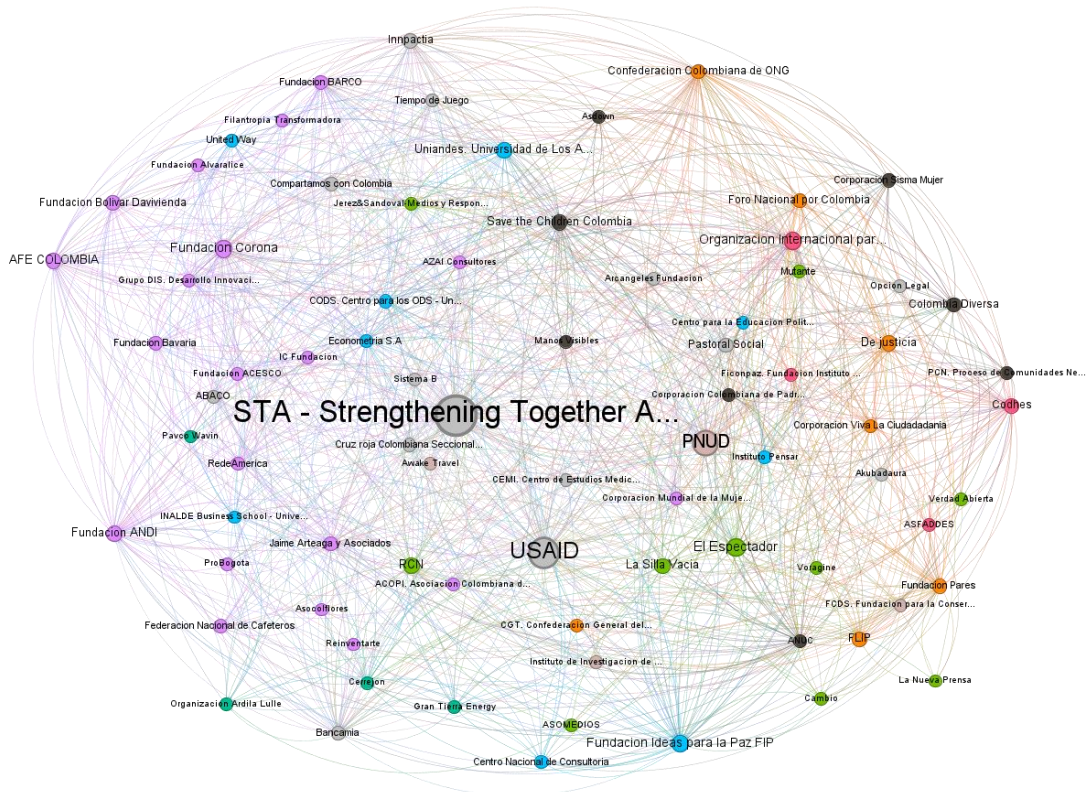 Innpactia
Confederacion Colombiana de ONG
Fundacion BARCO
Tiempo de Juego
Filantropia Transformadora
Asdown
United Way
Uniandes. Universidad de Los A...
Fundacion Alvaralice
Compartamos con Colombia
Corporacion Sisma Mujer
Fundacion Bolivar Davivienda
Jerez&Sandoval Medios y Respon...
Foro Nacional por Colombia
Save the Children Colombia
Fundacion Corona
Organizacion internacional par...
AFE COLOMBIA
AZAI Consultores
Mutante
Grupo DIS. Desarrollo Innovaci...
Arcangeles Fundacion
Opcion Legal
CODS. Centro para los ODS - Un...
Colombia Diversa
Centro para la Educacion Polit...
Fundacion Bavaria
Econometria S.A
Manos Visibles
Pastoral Social
De justicia
IC Fundacion
Fundacion ACESCO
Sistema B
Ficonpaz. Fundacion Instituto ...
PCN. Proceso de Comunidades Ne...
ABACO
Corporacion Colombiana de Padr...
Codhes
STA - Strengthening Together A...
Corporacion Viva La Ciudadania
Pavco Wavin
Cruz roja Colombiana Seccional...
PNUD
RedeAmerica
Awake Travel
Instituto Pensar
CEMI. Centro de Estudios Medic...
Akubadaura
Corporacion Mundial de la Muje...
Verdad Abierta
INALDE Business School - Unive...
ASFADDES
Fundacion ANDI
Jaime Arteaga y Asociados
USAID
El Espectador
ProBogota
RCN
La Silla Vacia
Voragine
ACOPI. Asociacion Colombiana d...
Fundacion Pares
Asocolflores
FCDS. Fundacion para la Conser...
Federacion Nacional de Cafeteros
CGT. Confederacion General del...
Reinventarte
ANUC
FLIP
Instituto de Investigacion de ...
Cerrejon
La Nueva Prensa
Organizacion Ardila Lulle
Gran Tierra Energy
Cambio
Bancamia
ASOMEDIOS
Fundacion Ideas para la Paz FIP
Centro Nacional de Consultoria